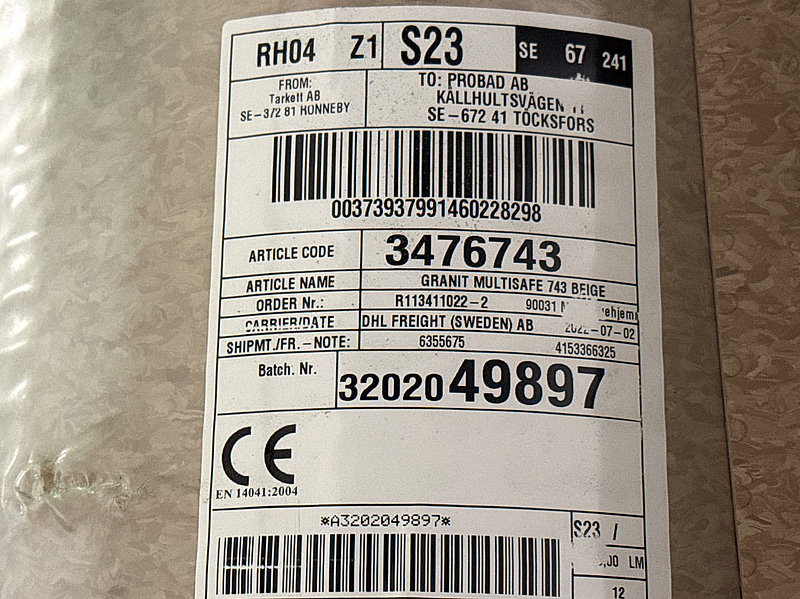 RH04 Z1 S23 SE 67 241
FROM:
Tarkett AB
SE-372 81 RONNEBY
TO: PROBAD AB
KÄLLHULTSVÄGEN
SE-672 41 TÖCKSFORS
00373937991460228298
ARTICLE CODE 3476743
ARTICLE NAME GRANIT MULTISAFE 743 BEIGE
ORDER Nr.: R113411022-2 90031
CARRIER/DATE DHL FREIGHT (SWEDEN) AB 2022-07-02
SHIPMT./FR.-NOTE: 6355675 4153366325
Batch. Nr. 3202049897
CE
EN 14041:2004
*A3202049897*
S23 /
LM
12